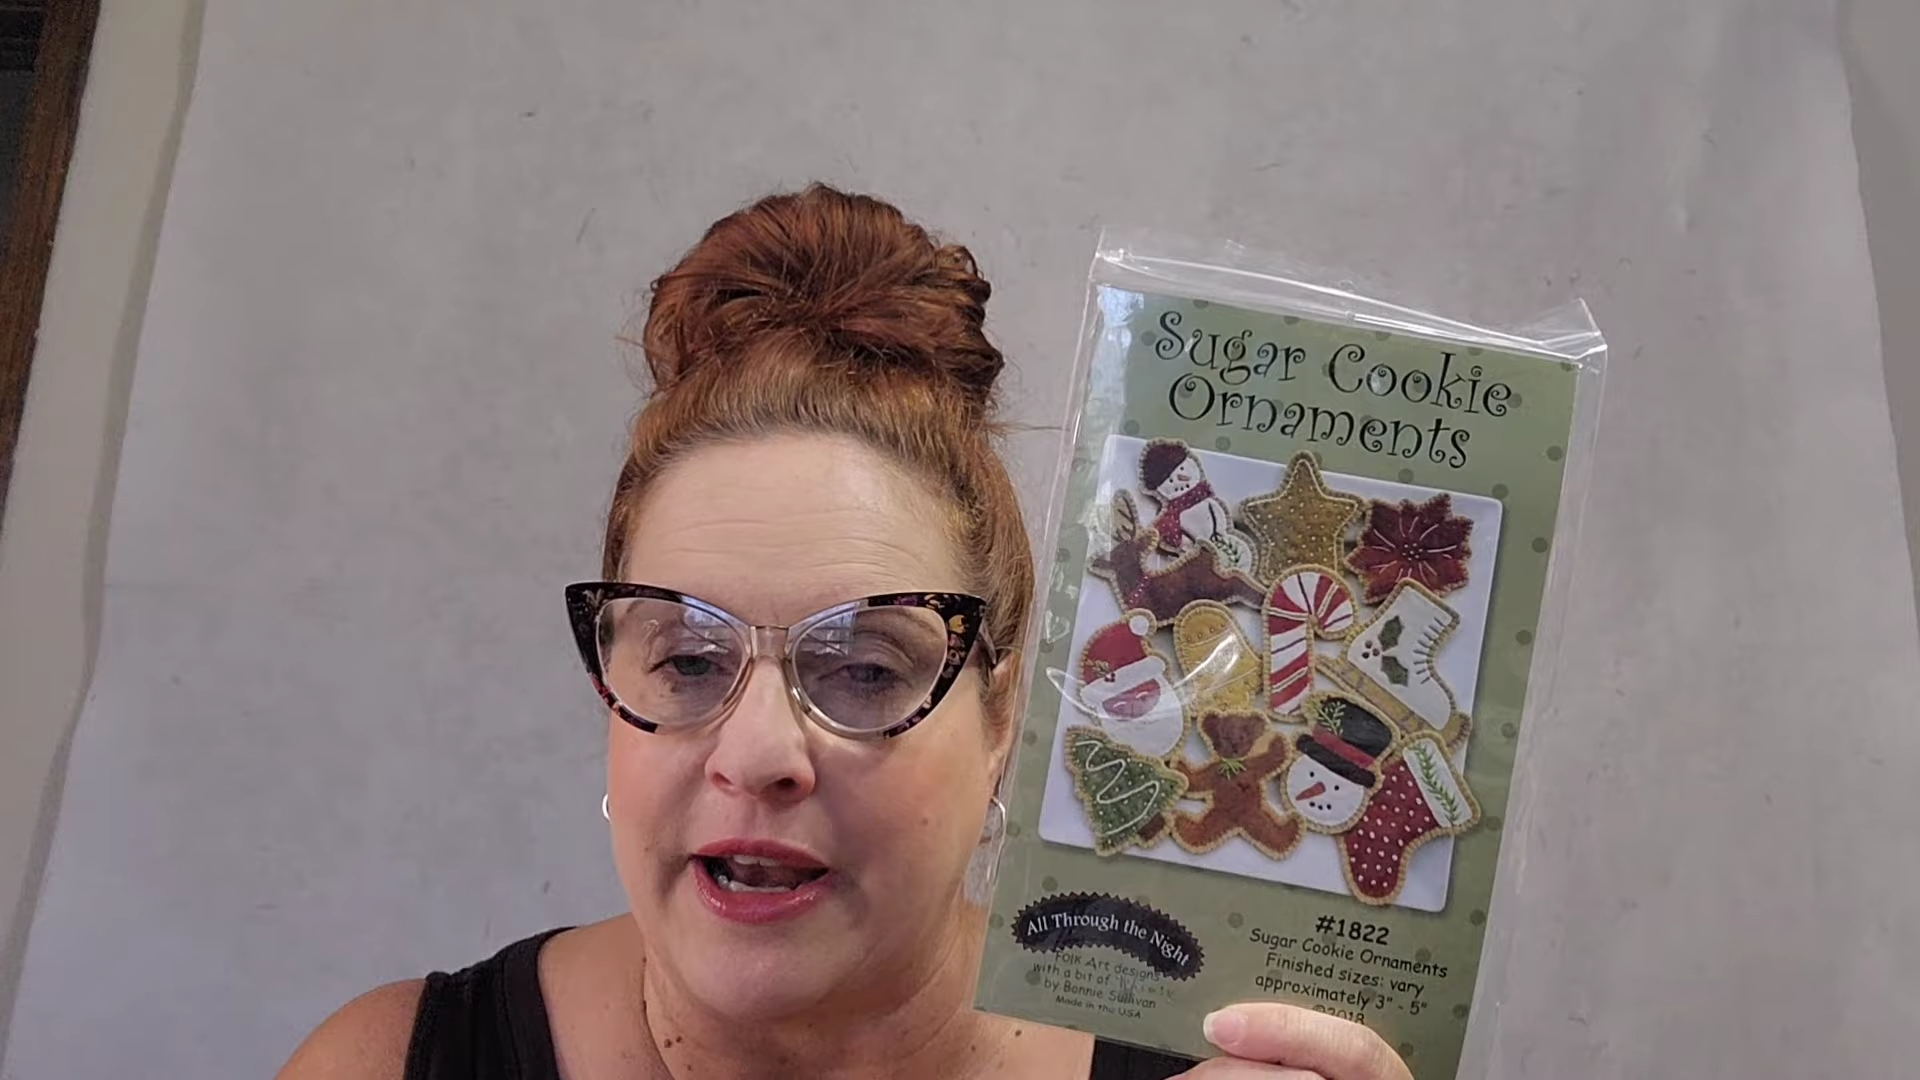 Sugar Cookie
Ornaments
All Through the Night
Folk Art designs
with a bit of
by Bonnie Sullivan
Made in the USA
#1822
Sugar Cookie Ornaments
Finished sizes: vary
approximately 3" - 5"
©2018